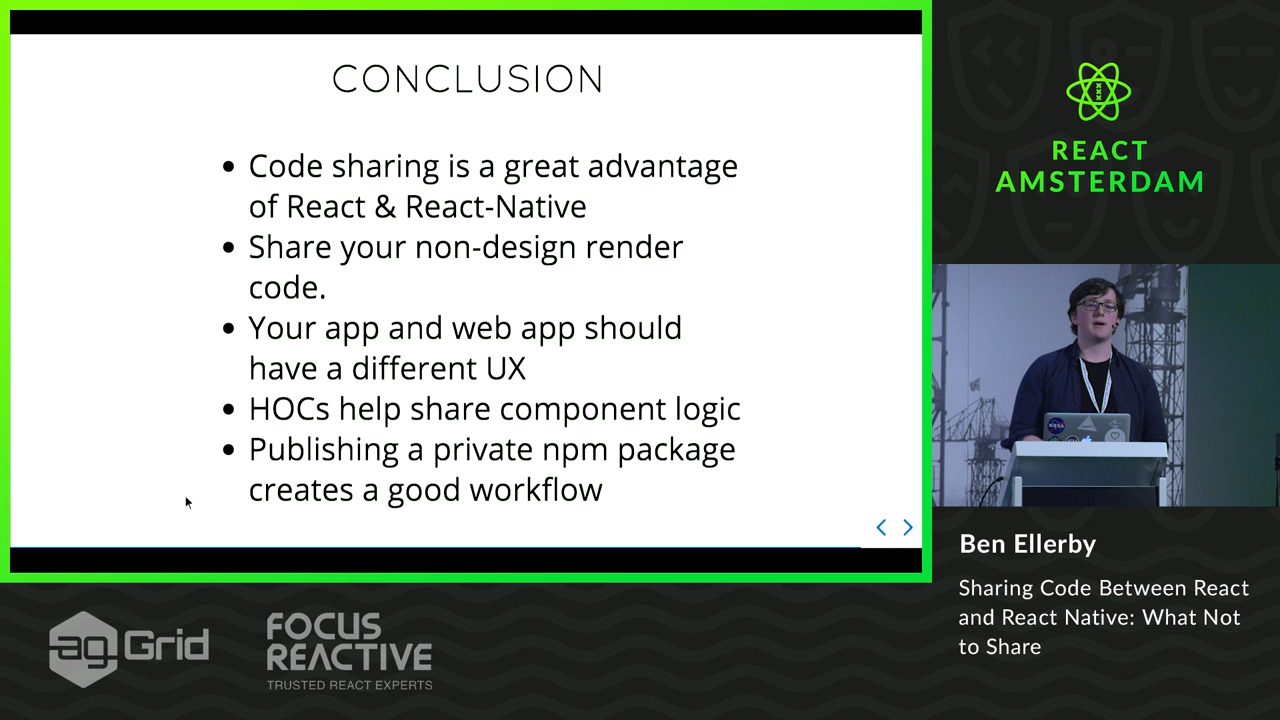 CONCLUSION
• Code sharing is a great advantage
of React & React-Native
• Share your non-design render
code.
• Your app and web app should
have a different UX
• HOCs help share component logic
• Publishing a private npm package
creates a good workflow
REACT
AMSTERDAM
NASA
Ben Ellerby
Sharing Code Between React
and React Native: What Not
to Share
ag Grid
FOCUS
REACTIVE
TRUSTED REACT EXPERTS